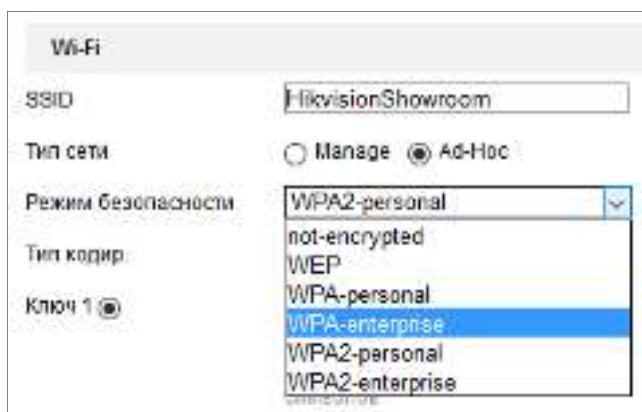 Wi-Fi
SSID HikvisionShowroom
Тип сети Manage Ad-Hoc
Режим безопасности WPA2-personal
not-encrypted
Тип кодир. WEP
WPA-personal
Ключ 1 WPA-enterprise
WPA2-personal
WPA2-enterprise